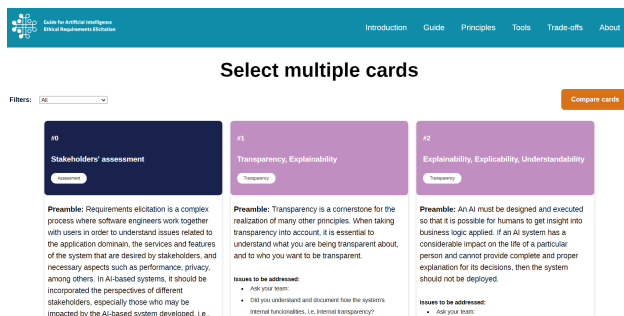 Guide for Artificial Intelligence
Ethical Requirements Elicitation
Introduction
Guide
Principles
Tools
Trade-offs
About
Select multiple cards
Filters:
All
Compare cards
#0
Stakeholders' assessment
Assessment
Preamble: Requirements elicitation is a complex
process where software engineers work together
with users in order to understand issues related to
the application domain, the services and features
of the system that are desired by stakeholders, and
necessary aspects such as performance, privacy,
among others. In AI-based systems, it should be
incorporated the perspectives of different
stakeholders, especially those who may be
impacted by the AI-based system developed, i.e.,
#1
Transparency, Explainability
Transparency
Preamble: Transparency is a cornerstone for the
realization of many other principles. When taking
transparency into account, it is essential to
understand what you are being transparent about,
and to who you want to be transparent.
Issues to be addressed:
• Ask your team:
• Did you understand and document how the system's
internal functionalities, i.e, internal transparency?
#2
Explainability, Explicability, Understandability
Transparency
Preamble: An AI must be designed and executed
so that it is possible for humans to get insight into
business logic applied. If an AI system has a
considerable impact on the life of a particular
person and cannot provide complete and proper
explanation for its decisions, then the system
should not be deployed.
Issues to be addressed:
• Ask your team: